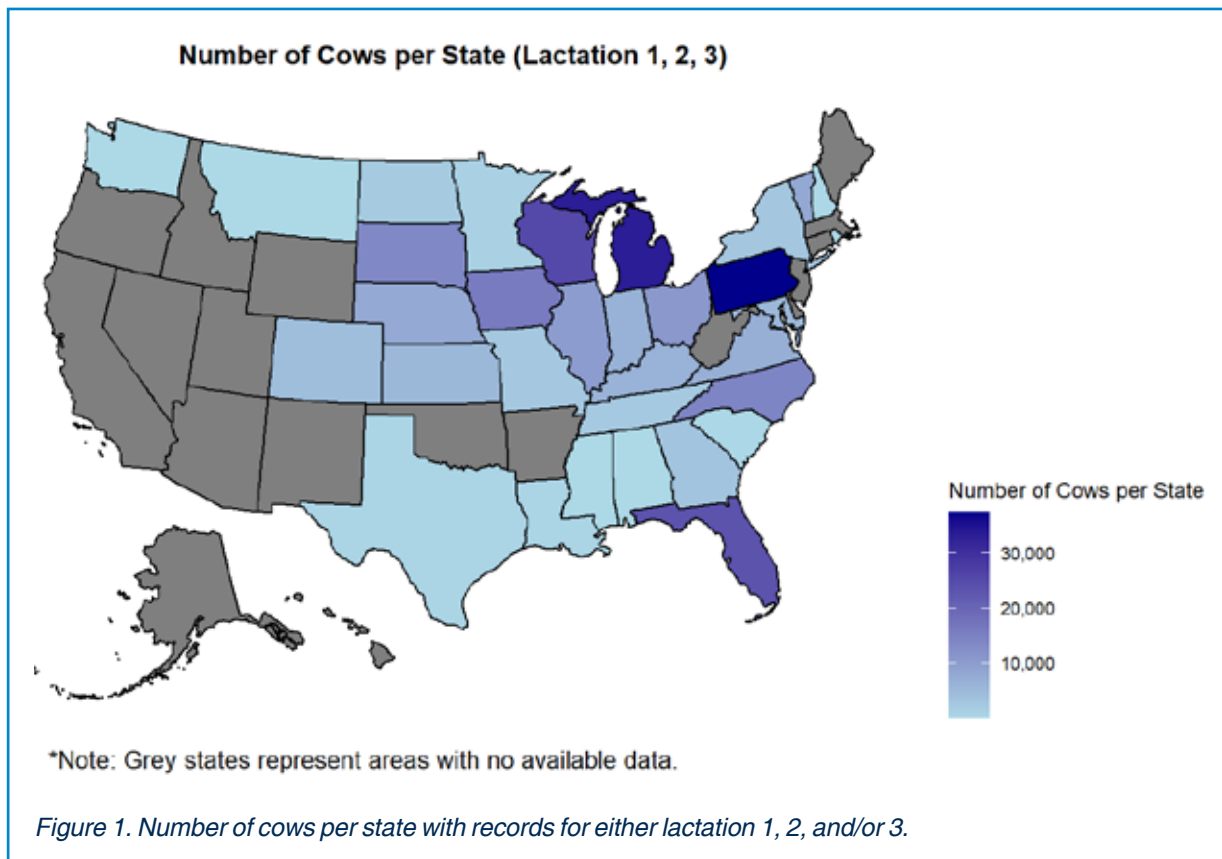 Number of Cows per State (Lactation 1, 2, 3)
Number of Cows per State
30,000
20,000
10,000
*Note: Grey states represent areas with no available data.
Figure 1. Number of cows per state with records for either lactation 1, 2, and/or 3.